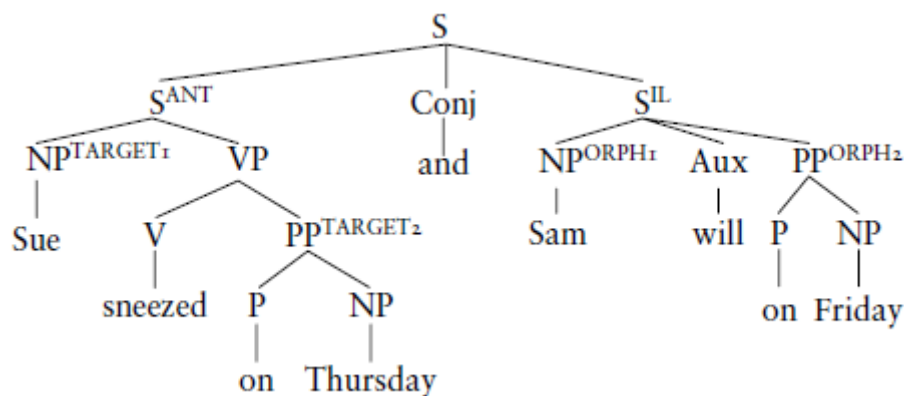 S
S^ANT Conj S^IL
NP^TARGET1 VP and NP^ORPH1 Aux PP^ORPH2
Sue V PP^TARGET2 Sam will P NP
sneezed P NP on Friday
on Thursday